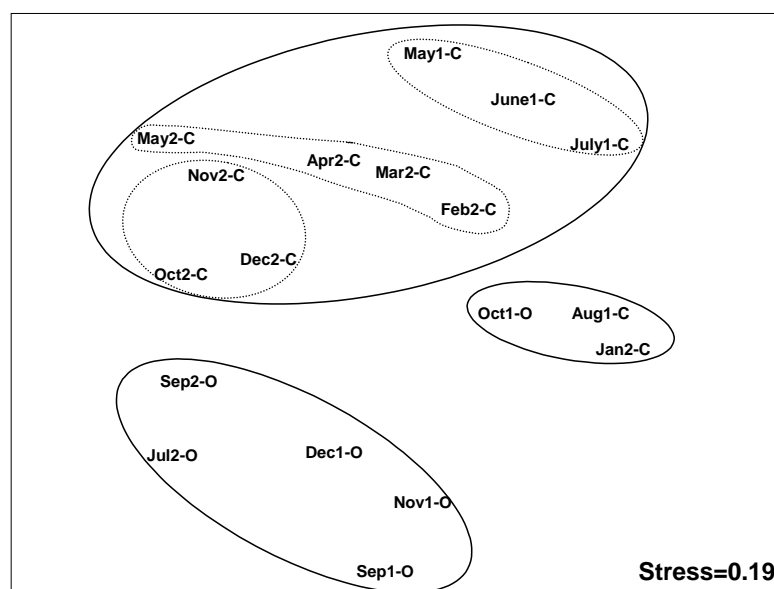 May1-C
June1-C
May2-C
July1-C
Apr2-C
Mar2-C
Nov2-C
Feb2-C
Dec2-C
Oct2-C
Oct1-O
Aug1-C
Jan2-C
Sep2-O
Dec1-O
Jul2-O
Nov1-O
Sep1-O
Stress=0.19